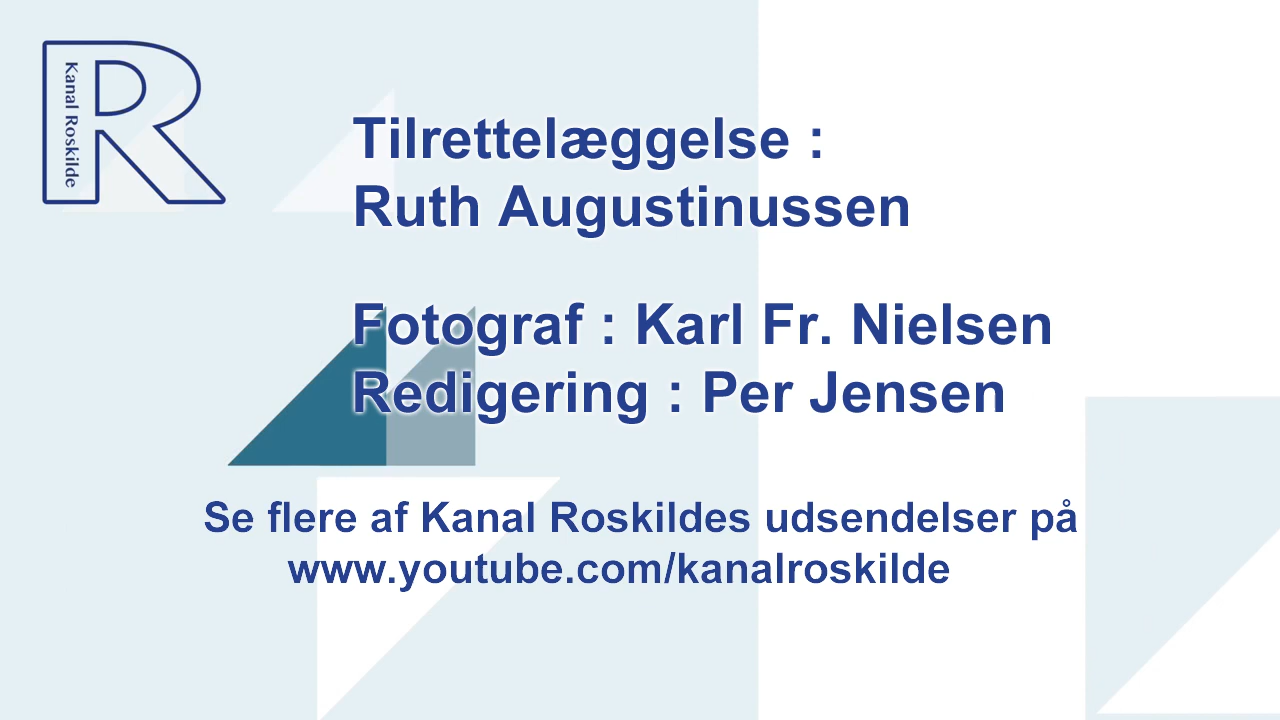 Kanal Roskilde
Tilrettelæggelse :
Ruth Augustinussen
Fotograf : Karl Fr. Nielsen
Redigering : Per Jensen
Se flere af Kanal Roskildes udsendelser på
www.youtube.com/kanalroskilde